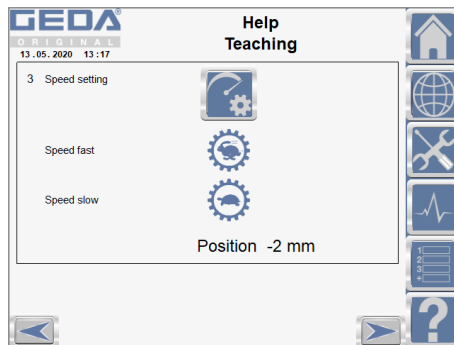 GEDA®
ORIGINAL
13.05.2020 13:17
Help
Teaching
3 Speed setting
Speed fast
Speed slow
Position -2 mm
1
2
3
+
?